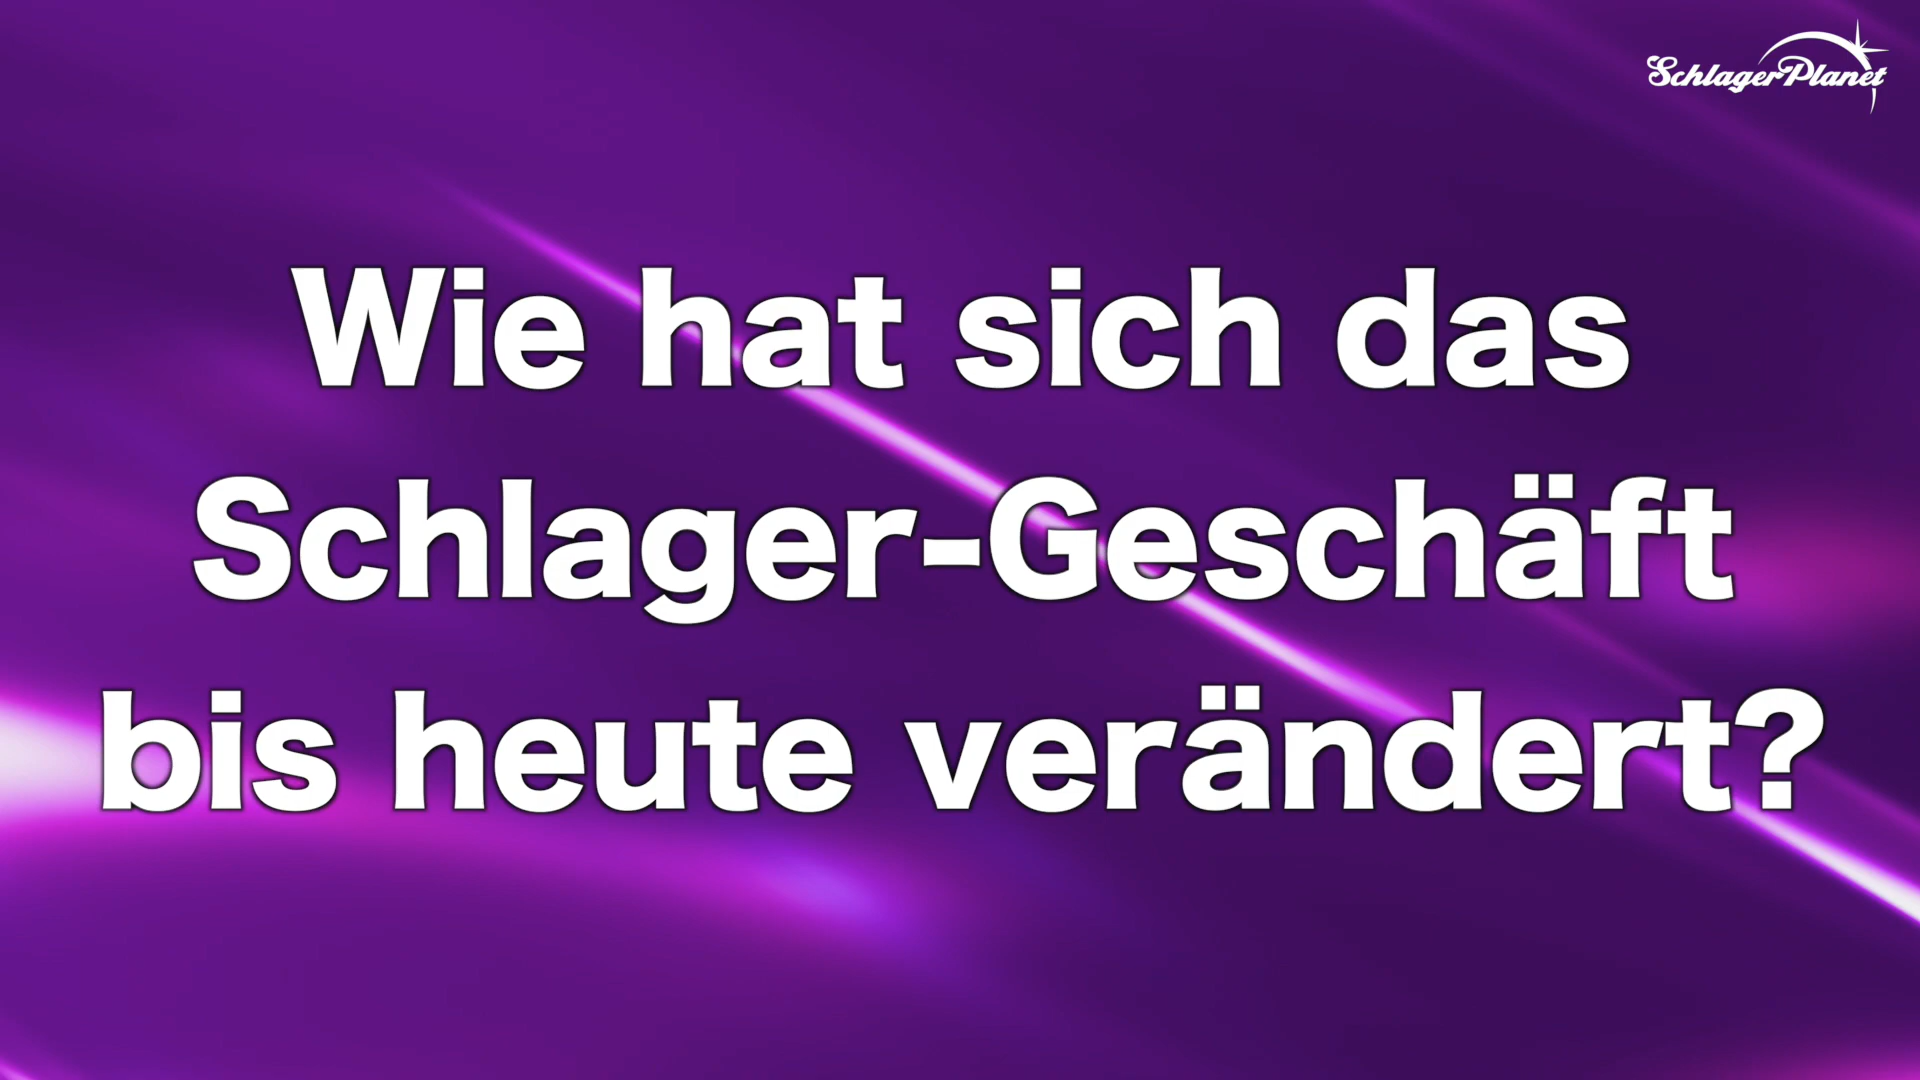 SchlagerPlanet
Wie hat sich das
Schlager-Geschäft
bis heute verändert?